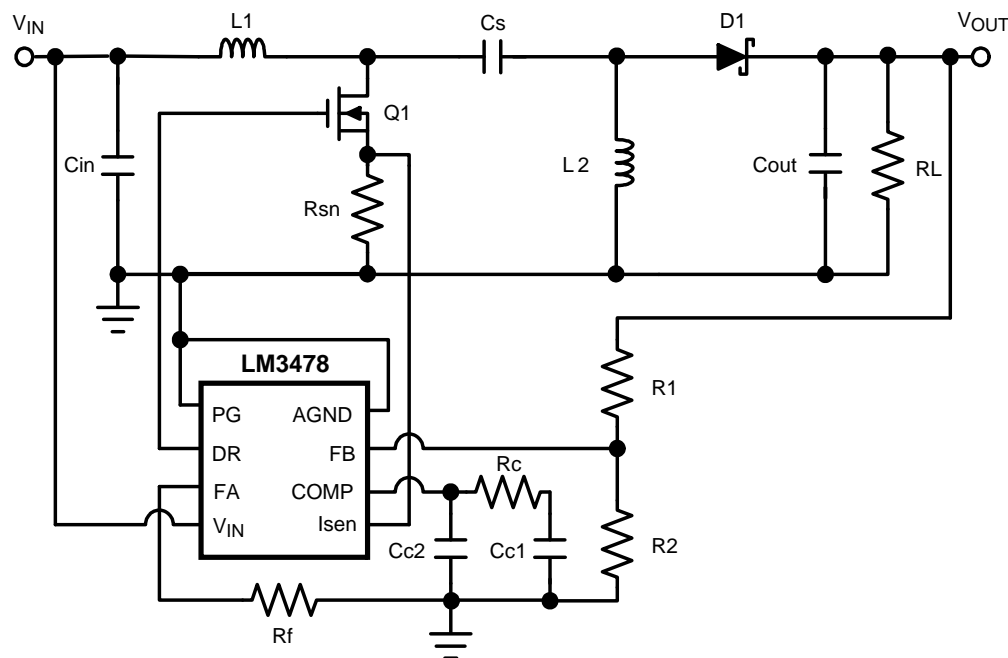 VIN
L1
Cs
D1
VOUT
Q1
Cin
L2
Cout
RL
Rsn
LM3478
R1
PG
AGND
DR
FB
FA
COMP
Rc
VIN
Isen
Cc2
Cc1
R2
Rf